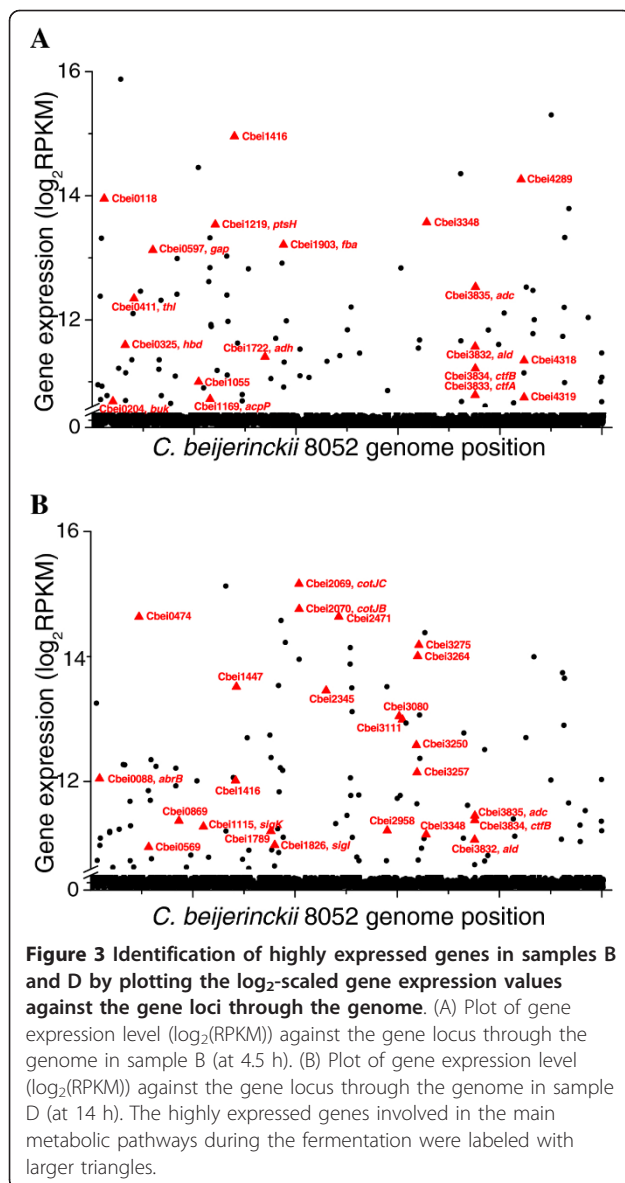 A
16
14
12
0
Gene expression (log2RPKM)
Cbei1416
Cbei4289
Cbei0118
Cbei1219, ptsH
Cbei3348
Cbei0597, gap
Cbei1903, fba
Cbei3835, adc
Cbei0411, thl
Cbei0325, hbd
Cbei1722, adh
Cbei3832, ald
Cbei4318
Cbei3834, ctfB
Cbei1055
Cbei3833, ctfA
Cbei0204, buk
Cbei1169, acpP
Cbei4319
C. beijerinckii 8052 genome position
B
16
14
12
0
Gene expression (log2RPKM)
Cbei2069, cotJC
Cbei2070, cotJB
Cbei0474
Cbei2471
Cbei3275
Cbei3264
Cbei1447
Cbei2345
Cbei3080
Cbei3111
Cbei3250
Cbei3257
Cbei0088, abrB
Cbei1416
Cbei0869
Cbei1115, sigK
Cbei2958
Cbei3835, adc
Cbei3834, ctfB
Cbei1789
Cbei3348
Cbei0569
Cbei1826, sigI
Cbei3832, ald
C. beijerinckii 8052 genome position
Figure 3 Identification of highly expressed genes in samples B
and D by plotting the log2-scaled gene expression values
against the gene loci through the genome. (A) Plot of gene
expression level (log2(RPKM)) against the gene locus through the
genome in sample B (at 4.5 h). (B) Plot of gene expression level
(log2(RPKM)) against the gene locus through the genome in sample
D (at 14 h). The highly expressed genes involved in the main
metabolic pathways during the fermentation were labeled with
larger triangles.